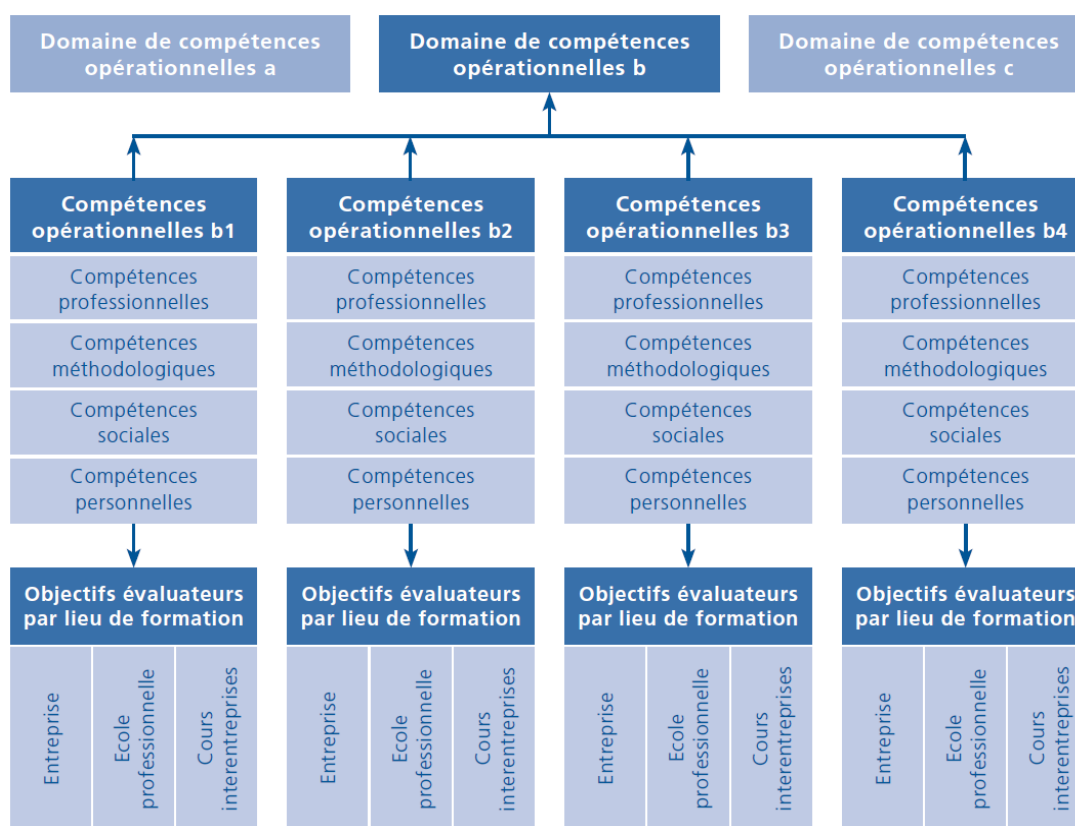 Domaine de compétences
opérationnelles a
Domaine de compétences
opérationnelles b
Domaine de compétences
opérationnelles c
Compétences
opérationnelles b1
Compétences
opérationnelles b2
Compétences
opérationnelles b3
Compétences
opérationnelles b4
Compétences
professionnelles
Compétences
professionnelles
Compétences
professionnelles
Compétences
professionnelles
Compétences
méthodologiques
Compétences
méthodologiques
Compétences
méthodologiques
Compétences
méthodologiques
Compétences
sociales
Compétences
sociales
Compétences
sociales
Compétences
sociales
Compétences
personnelles
Compétences
personnelles
Compétences
personnelles
Compétences
personnelles
Objectifs évaluateurs
par lieu de formation
Objectifs évaluateurs
par lieu de formation
Objectifs évaluateurs
par lieu de formation
Objectifs évaluateurs
par lieu de formation
Entreprise
Ecole
professionnelle
Cours
interentreprises
Entreprise
Ecole
professionnelle
Cours
interentreprises
Entreprise
Ecole
professionnelle
Cours
interentreprises
Entreprise
Ecole
professionnelle
Cours
interentreprises